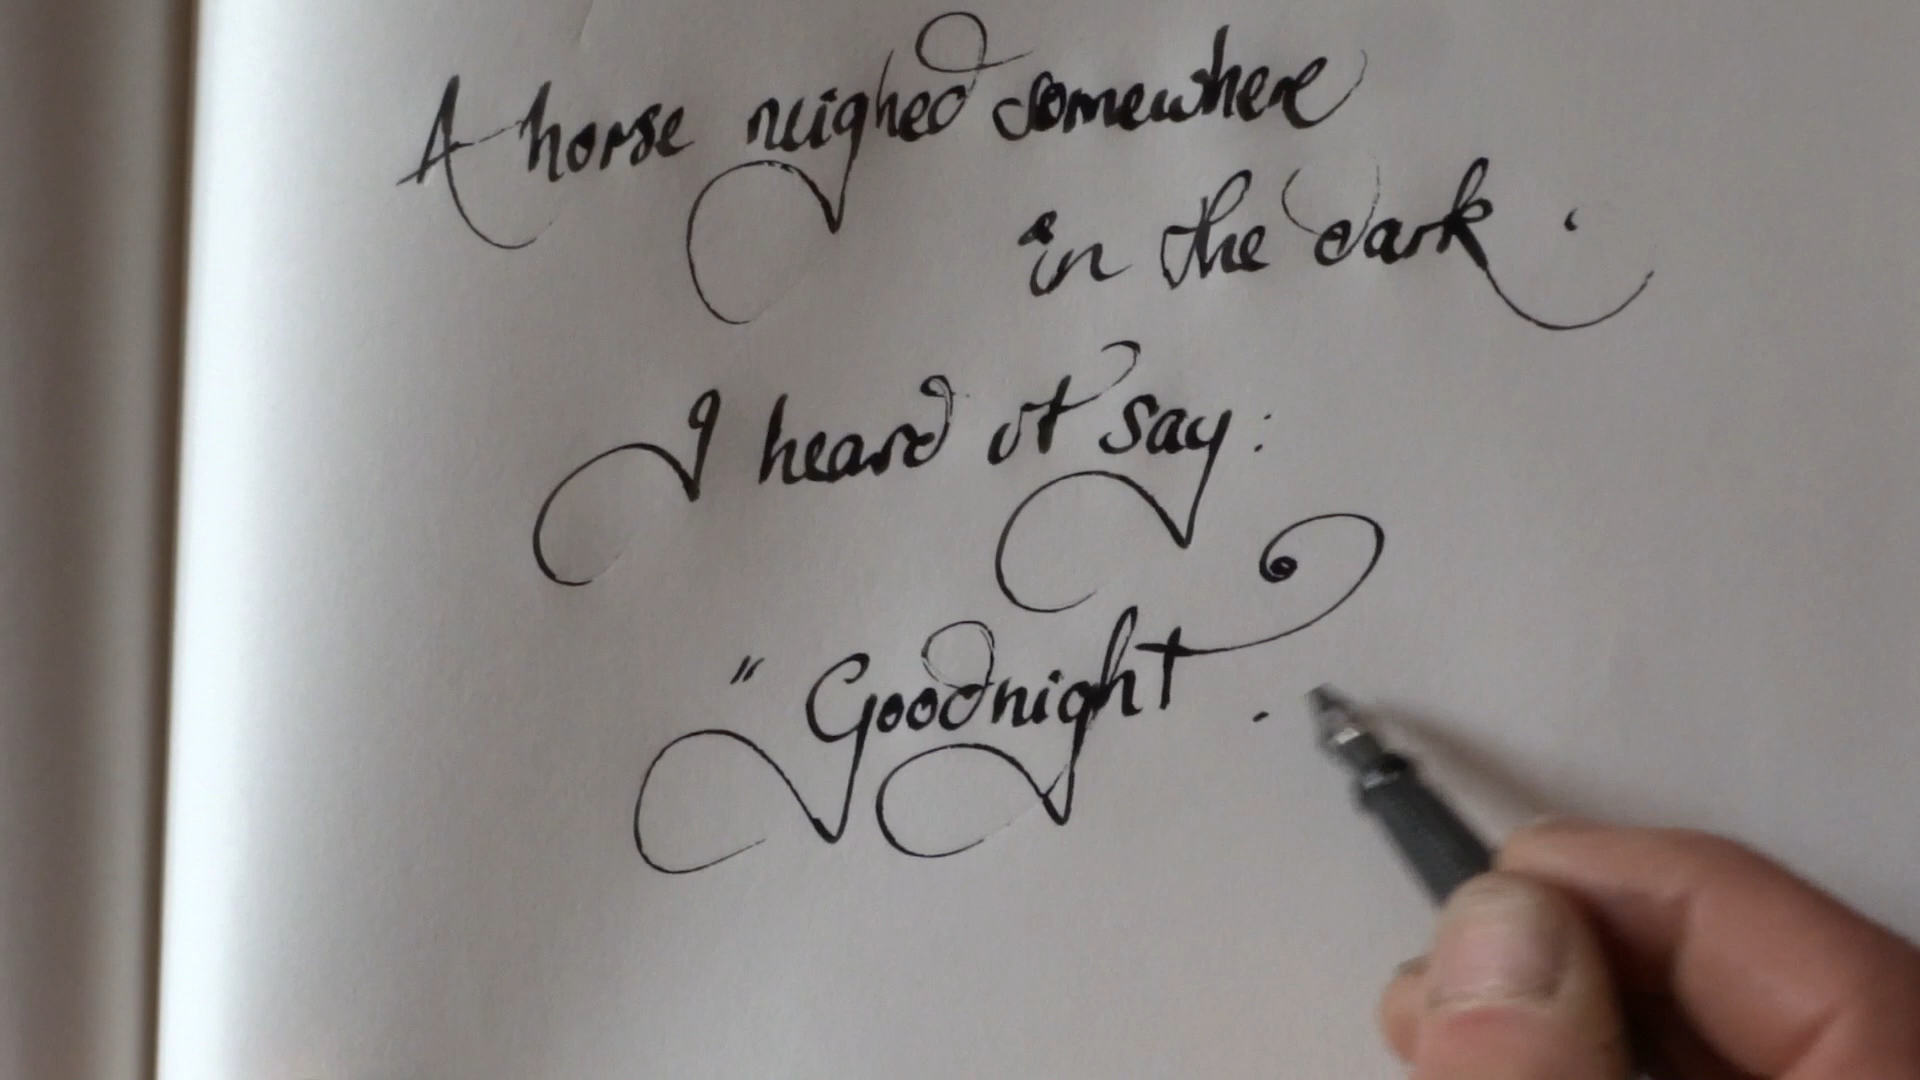 A horse neighed somewhere
in the dark.
I heard it say:
"Goodnight.